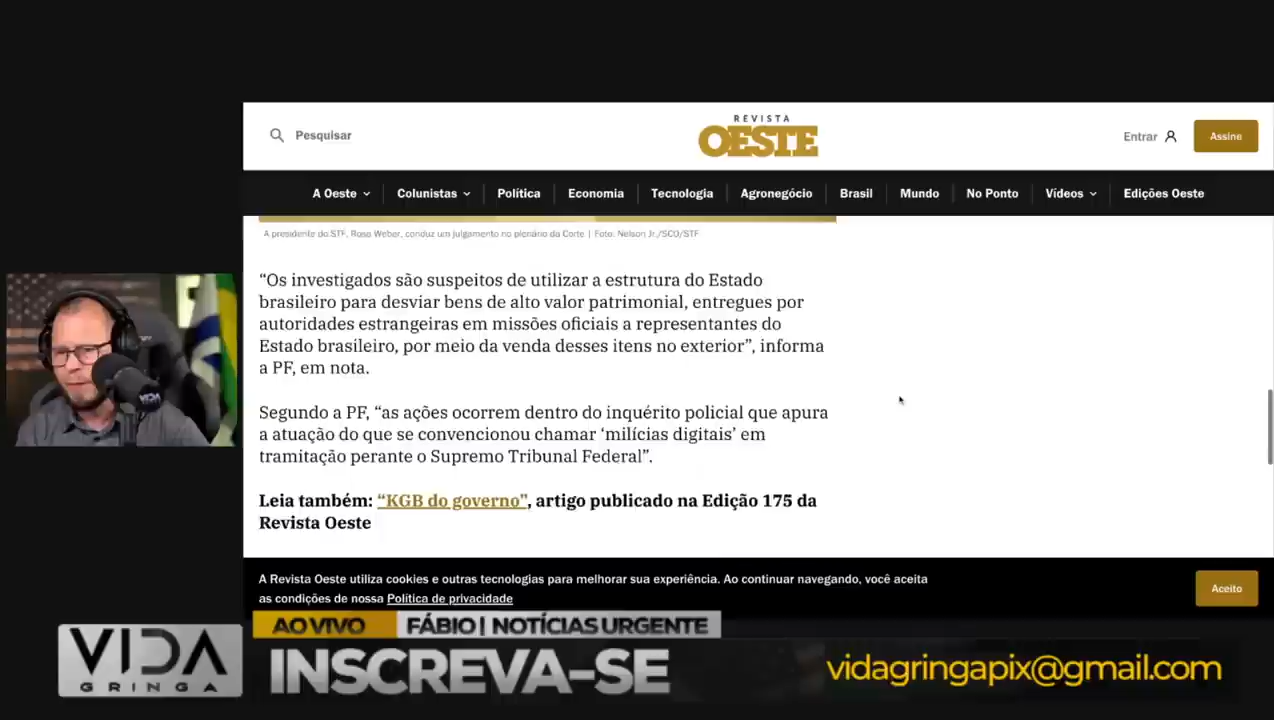 Pesquisar
REVISTA
OESTE
Entrar
Assine
A Oeste
Colunistas
Política
Economia
Tecnologia
Agronegócio
Brasil
Mundo
No Ponto
Vídeos
Edições Oeste
A presidente do STF, Rosa Weber, conduz um julgamento no plenário da Corte | Foto: Nelson Jr./SCO/STF
“Os investigados são suspeitos de utilizar a estrutura do Estado
brasileiro para desviar bens de alto valor patrimonial, entregues por
autoridades estrangeiras em missões oficiais a representantes do
Estado brasileiro, por meio da venda desses itens no exterior”, informa
a PF, em nota.
Segundo a PF, “as ações ocorrem dentro do inquérito policial que apura
a atuação do que se convencionou chamar ‘milícias digitais’ em
tramitação perante o Supremo Tribunal Federal”.
Leia também: “KGB do governo”, artigo publicado na Edição 175 da
Revista Oeste
A Revista Oeste utiliza cookies e outras tecnologias para melhorar sua experiência. Ao continuar navegando, você aceita
as condições de nossa Política de privacidade
Aceito
AO VIVO
FÁBIO | NOTÍCIAS URGENTE
VIDA
GRINGA
INSCREVA-SE
vidagringapix@gmail.com